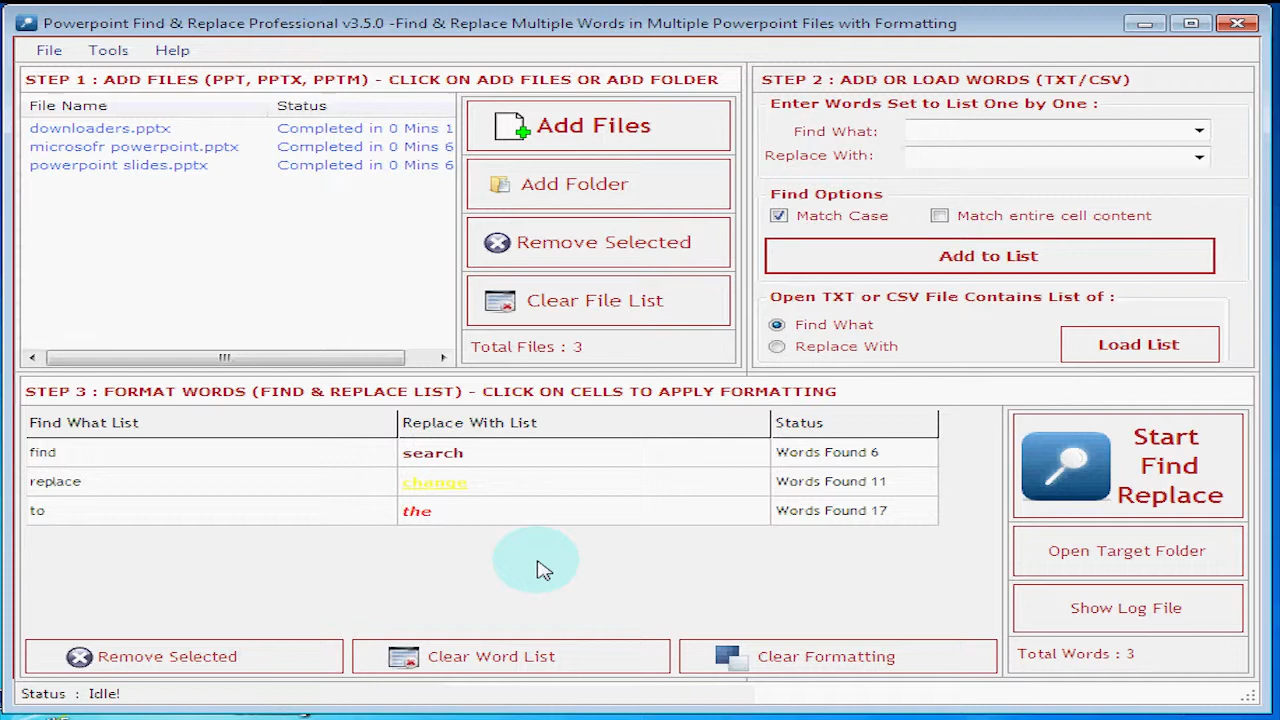 Powerpoint Find & Replace Professional v3.5.0 -Find & Replace Multiple Words in Multiple Powerpoint Files with Formatting
File Tools Help
STEP 1 : ADD FILES (PPT, PPTX, PPTM) - CLICK ON ADD FILES OR ADD FOLDER
File Name Status
downloaders.pptx Completed in 0 Mins 1
microsofr powerpoint.pptx Completed in 0 Mins 6
powerpoint slides.pptx Completed in 0 Mins 6
Add Files
Add Folder
Remove Selected
Clear File List
Total Files : 3
STEP 2 : ADD OR LOAD WORDS (TXT/CSV)
Enter Words Set to List One by One :
Find What:
Replace With:
Find Options
Match Case Match entire cell content
Add to List
Open TXT or CSV File Contains List of :
Find What
Replace With
Load List
STEP 3 : FORMAT WORDS (FIND & REPLACE LIST) - CLICK ON CELLS TO APPLY FORMATTING
Find What List Replace With List Status
find search Words Found 6
replace change Words Found 11
to the Words Found 17
Start
Find
Replace
Open Target Folder
Show Log File
Total Words : 3
Remove Selected Clear Word List Clear Formatting
Status : Idle!